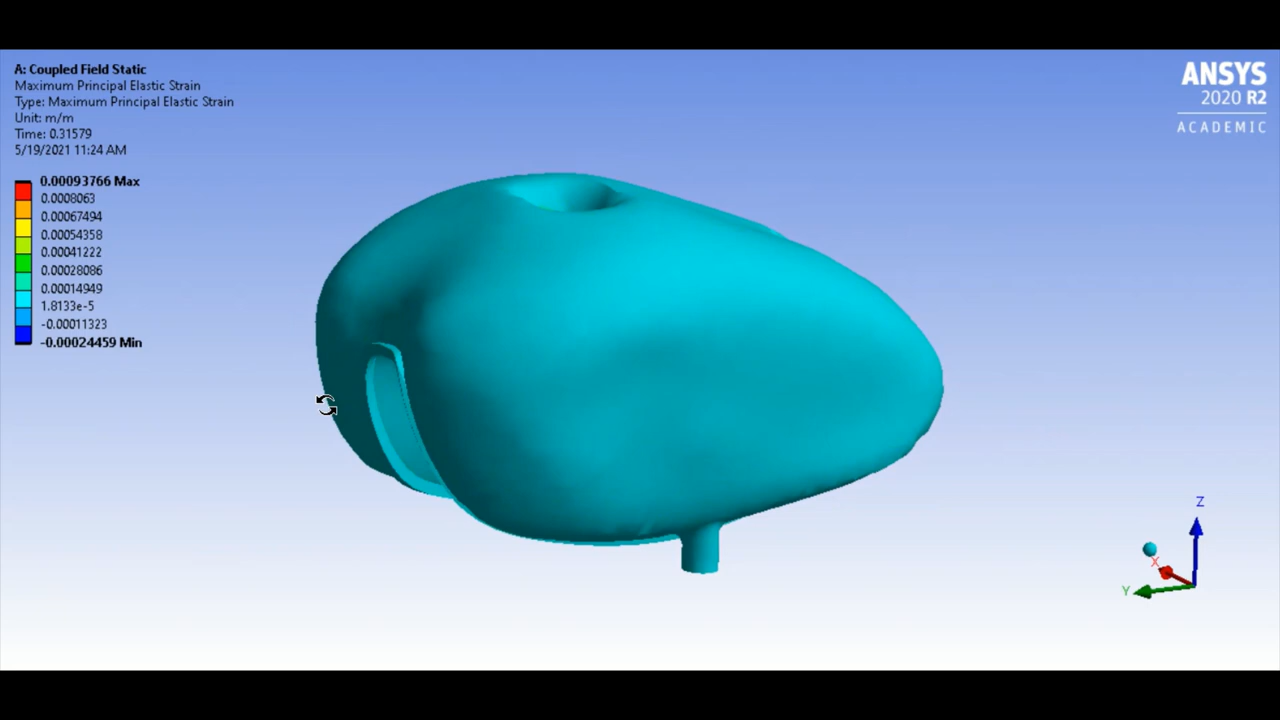 A: Coupled Field Static
Maximum Principal Elastic Strain
Type: Maximum Principal Elastic Strain
Unit: m/m
Time: 0.31579
5/19/2021 11:24 AM
0.00093766 Max
0.0008063
0.00067494
0.00054358
0.00041222
0.00028086
0.00014949
1.8133e-5
-0.00011323
-0.00024459 Min
ANSYS
2020 R2
ACADEMIC
Z
X
Y